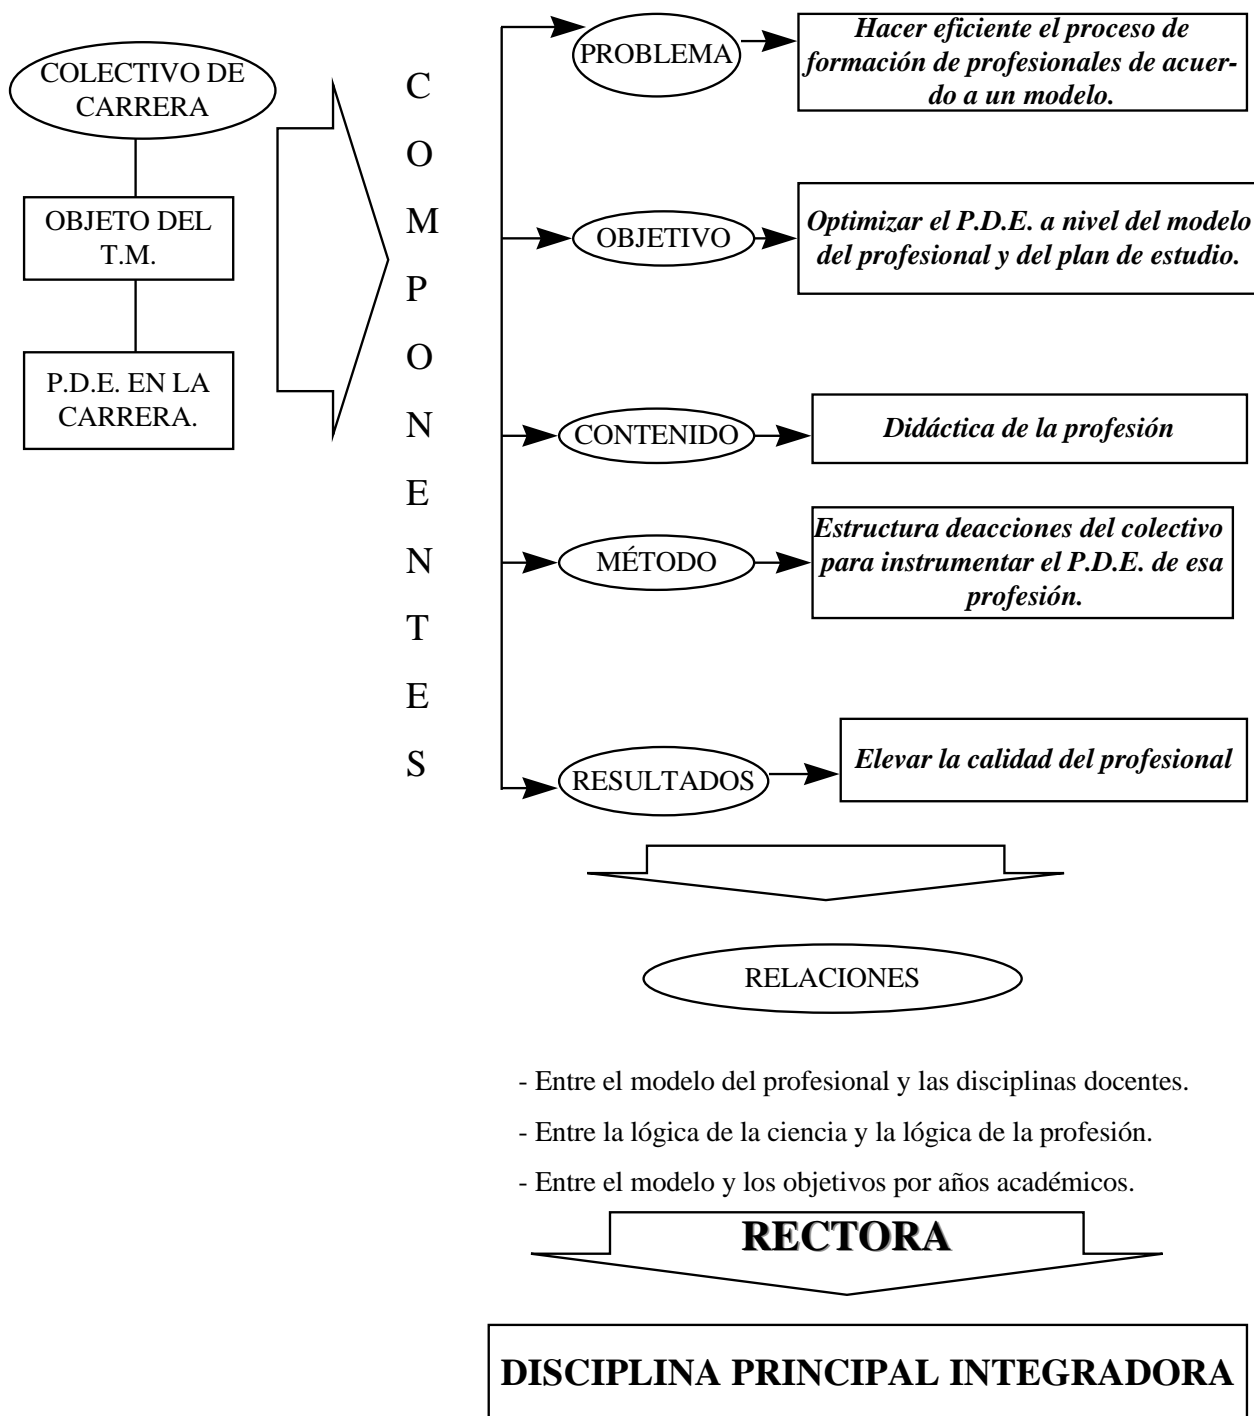 COLECTIVO DE
CARRERA
OBJETO DEL
T.M.
P.D.E. EN LA
CARRERA.
C
O
M
P
O
N
E
N
T
E
S
PROBLEMA
Hacer eficiente el proceso de
formación de profesionales de acuer-
do a un modelo.
OBJETIVO
Optimizar el P.D.E. a nivel del modelo
del profesional y del plan de estudio.
CONTENIDO
Didáctica de la profesión
MÉTODO
Estructura deacciones del colectivo
para instrumentar el P.D.E. de esa
profesión.
RESULTADOS
Elevar la calidad del profesional
RELACIONES
- Entre el modelo del profesional y las disciplinas docentes.
- Entre la lógica de la ciencia y la lógica de la profesión.
- Entre el modelo y los objetivos por años académicos.
RECTORA
DISCIPLINA PRINCIPAL INTEGRADORA